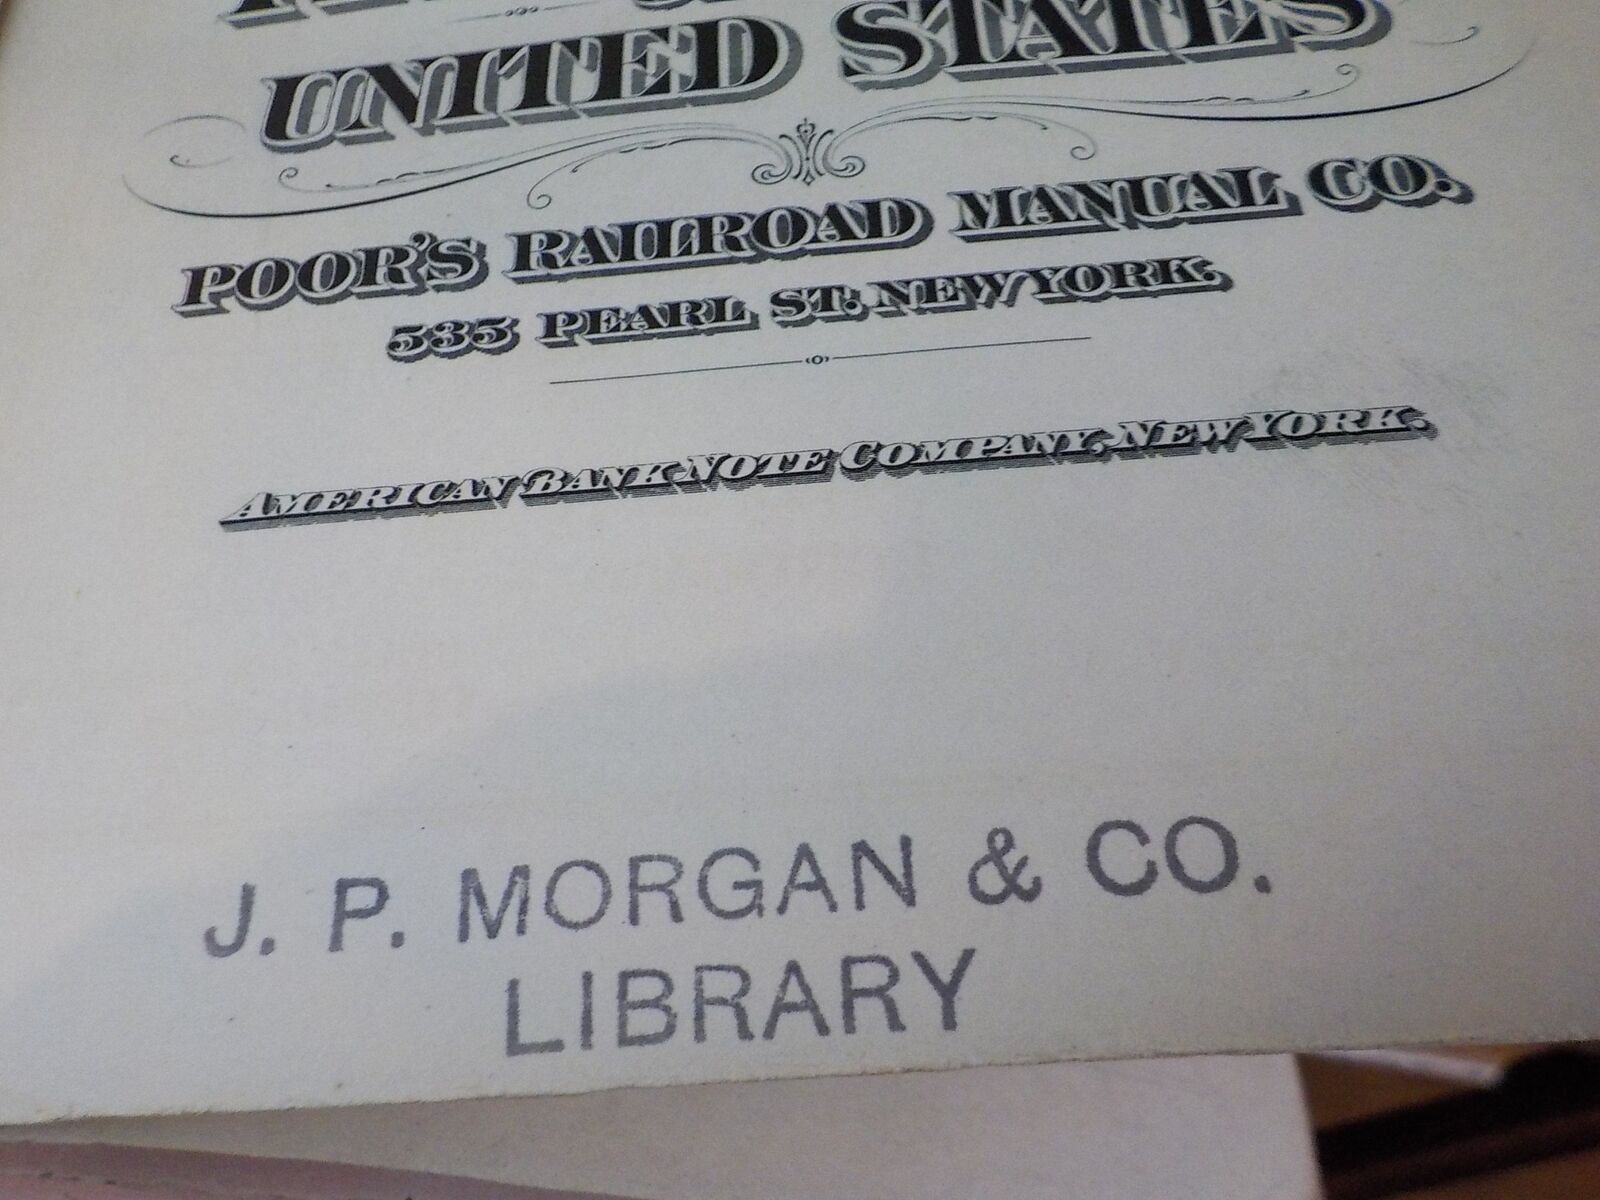 UNITED STATES
POOR'S RAILROAD MANUAL CO.
535 PEARL ST. NEW YORK.
AMERICAN BANK NOTE COMPANY, NEW YORK.
J. P. MORGAN & CO.
LIBRARY